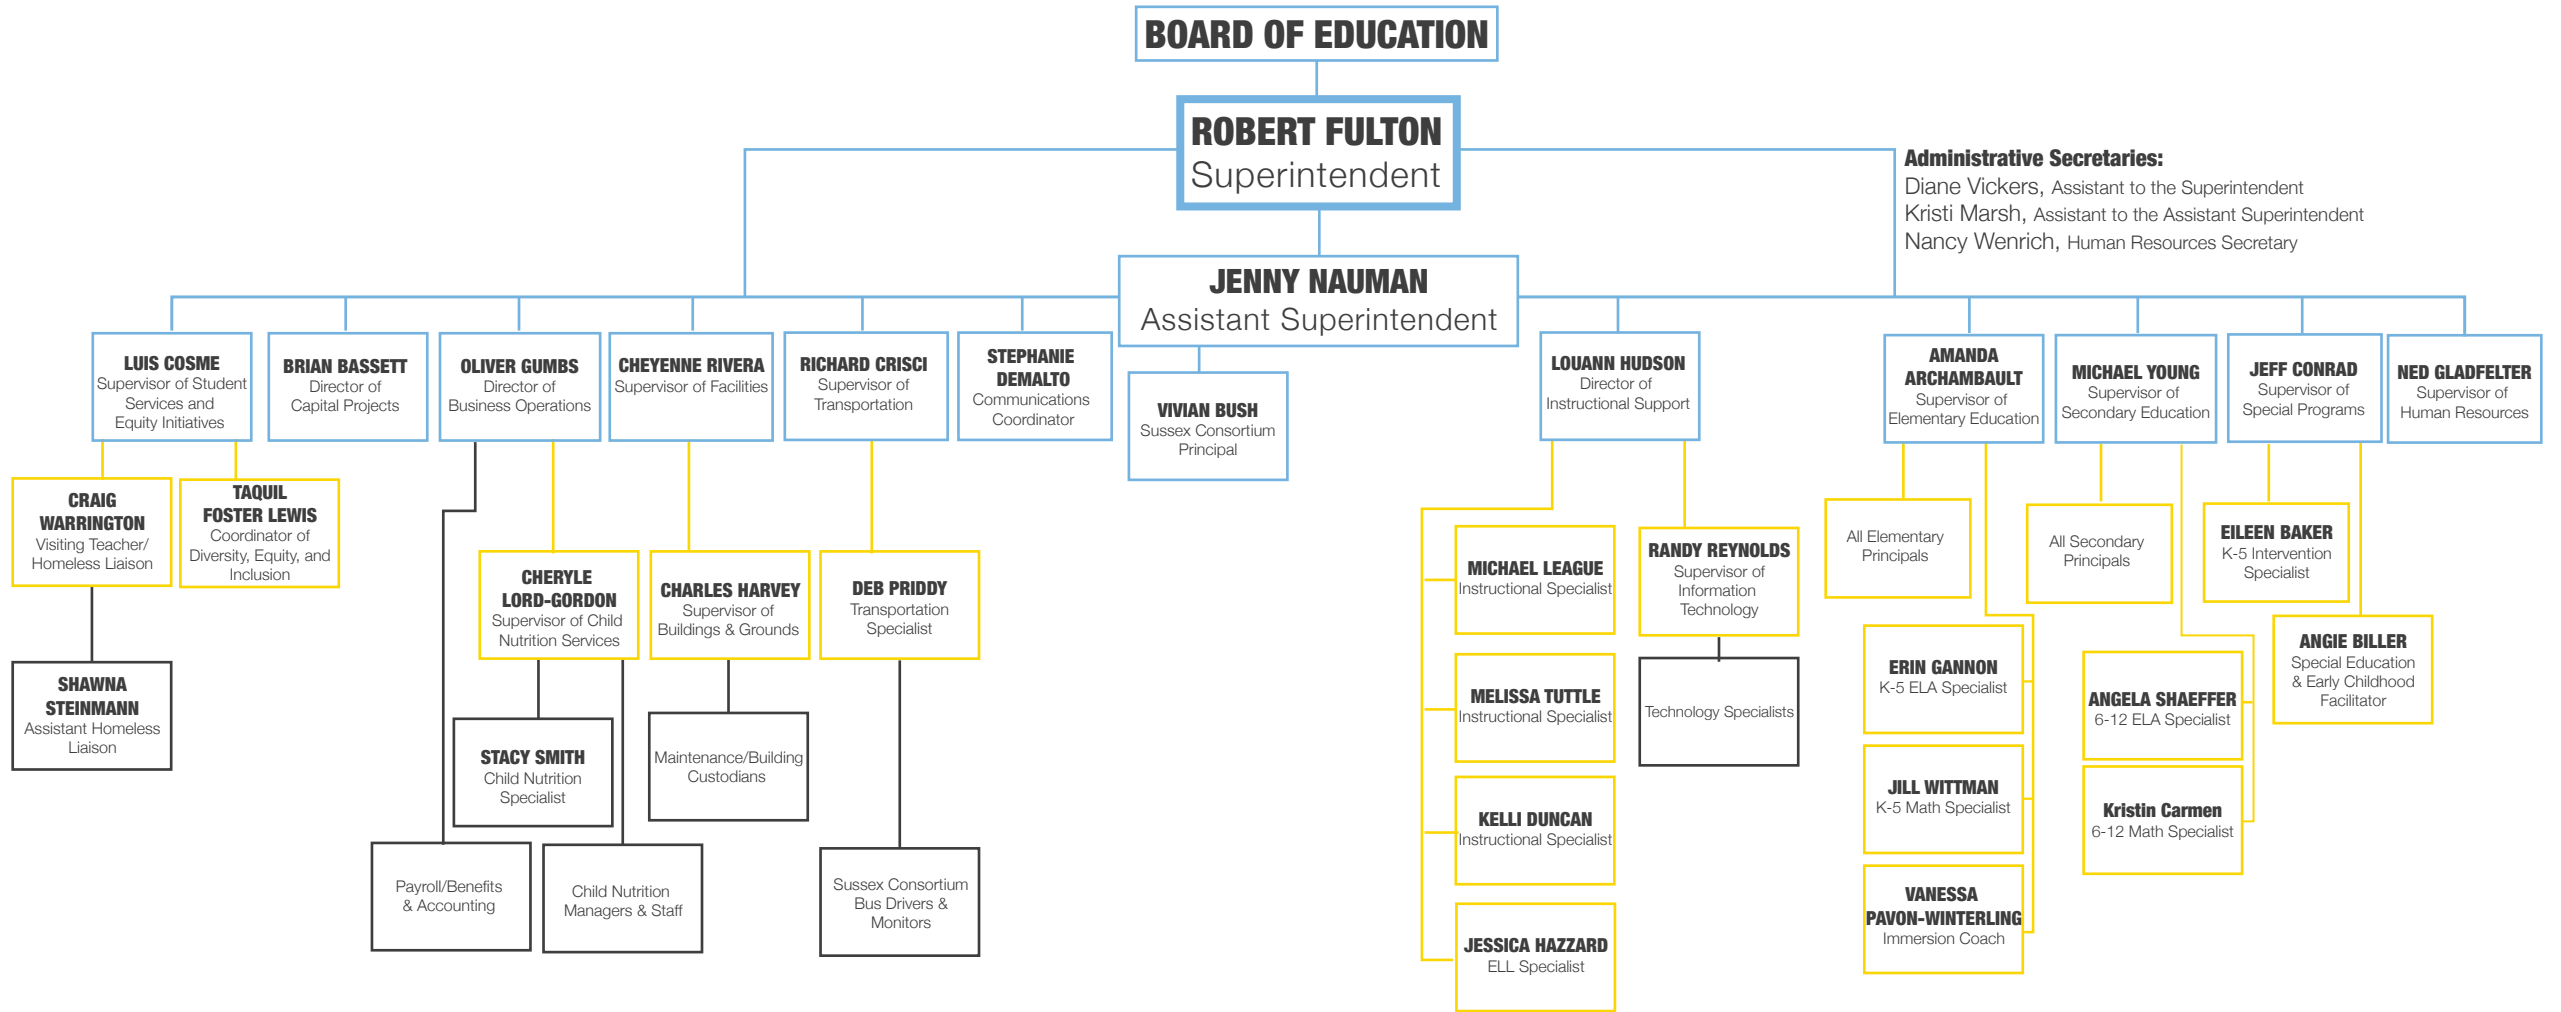 BOARD OF EDUCATION
ROBERT FULTON
Superintendent
Administrative Secretaries:
Diane Vickers, Assistant to the Superintendent
Kristi Marsh, Assistant to the Assistant Superintendent
Nancy Wenrich, Human Resources Secretary
JENNY NAUMAN
Assistant Superintendent
LUIS COSME
Supervisor of Student
Services and
Equity Initiatives
BRIAN BASSETT
Director of
Capital Projects
OLIVER GUMBS
Director of
Business Operations
CHEYENNE RIVERA
Supervisor of Facilities
RICHARD CRISCI
Supervisor of
Transportation
STEPHANIE
DEMALTO
Communications
Coordinator
VIVIAN BUSH
Sussex Consortium
Principal
LOUANN HUDSON
Director of
Instructional Support
AMANDA
ARCHAMBAULT
Supervisor of
Elementary Education
MICHAEL YOUNG
Supervisor of
Secondary Education
JEFF CONRAD
Supervisor of
Special Programs
NED GLADFELTER
Supervisor of
Human Resources
CRAIG
WARRINGTON
Visiting Teacher/
Homeless Liaison
TAQUIL
FOSTER LEWIS
Coordinator of
Diversity, Equity, and
Inclusion
CHERYLE
LORD-GORDON
Supervisor of Child
Nutrition Services
CHARLES HARVEY
Supervisor of
Buildings & Grounds
DEB PRIDDY
Transportation
Specialist
MICHAEL LEAGUE
Instructional Specialist
RANDY REYNOLDS
Supervisor of
Information
Technology
All Elementary
Principals
All Secondary
Principals
EILEEN BAKER
K-5 Intervention
Specialist
SHAWNA
STEINMANN
Assistant Homeless
Liaison
STACY SMITH
Child Nutrition
Specialist
Maintenance/Building
Custodians
MELISSA TUTTLE
Instructional Specialist
Technology Specialists
ERIN GANNON
K-5 ELA Specialist
ANGELA SHAEFFER
6-12 ELA Specialist
ANGIE BILLER
Special Education
& Early Childhood
Facilitator
KELLI DUNCAN
Instructional Specialist
JILL WITTMAN
K-5 Math Specialist
Kristin Carmen
6-12 Math Specialist
Payroll/Benefits
& Accounting
Child Nutrition
Managers & Staff
Sussex Consortium
Bus Drivers &
Monitors
JESSICA HAZZARD
ELL Specialist
VANESSA
PAVON-WINTERLING
Immersion Coach